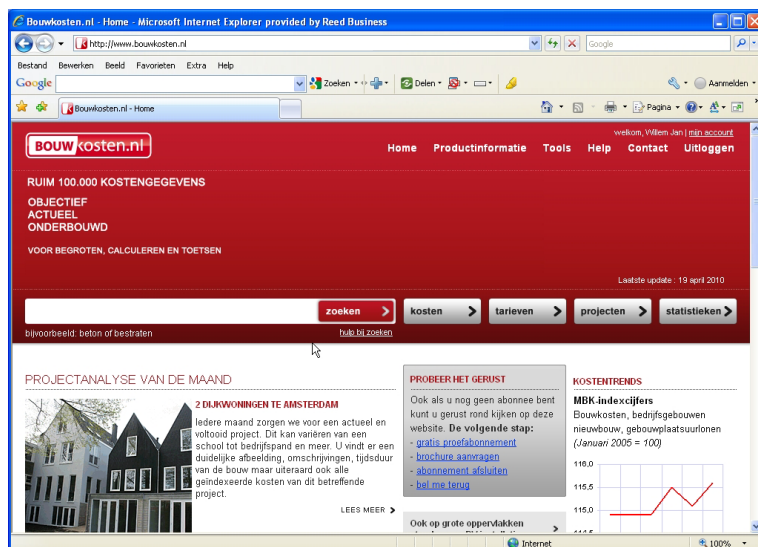 Bouwkosten.nl - Home - Microsoft Internet Explorer provided by Reed Business
http://www.bouwkosten.nl
Google
Bestand Bewerken Beeld Favorieten Extra Help
Google Zoeken Delen Aanmelden
Bouwkosten.nl - Home Pagina
welkom, Willem Jan | mijn account
BOUWkosten.nl
Home Productinformatie Tools Help Contact Uitloggen
RUIM 100.000 KOSTENGEGEVENS
OBJECTIEF
ACTUEEL
ONDERBOUWD
VOOR BEGROTEN, CALCULEREN EN TOETSEN
Laatste update : 19 april 2010
zoeken kosten tarieven projecten statistieken
bijvoorbeeld: beton of bestraten hulp bij zoeken
PROJECTANALYSE VAN DE MAAND
2 DIJKWONINGEN TE AMSTERDAM
Iedere maand zorgen we voor een actueel en
voltooid project. Dit kan variëren van een
school tot bedrijfspand en meer. U vindt er een
duidelijke afbeelding, omschrijvingen, tijdsduur
van de bouw maar uiteraard ook alle
geïndexeerde kosten van dit betreffende
project.
LEES MEER
PROBEER HET GERUST
Ook als u nog geen abonnee bent
kunt u gerust rond kijken op deze
website. De volgende stap:
- gratis proefabonnement
- brochure aanvragen
- abonnement afsluiten
- bel me terug
Ook op grote oppervlakken
KOSTENTRENDS
MBK-indexcijfers
Bouwkosten, bedrijfsgebouwen
nieuwbouw, gebouwplaatsuurlonen
(Januari 2005 = 100)
116,0
115,5
115,0
Internet 100%